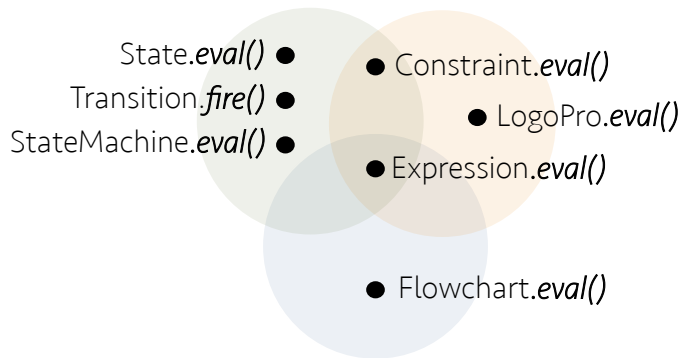 State.eval()
Transition.fire()
StateMachine.eval()
Constraint.eval()
LogoPro.eval()
Expression.eval()
Flowchart.eval()